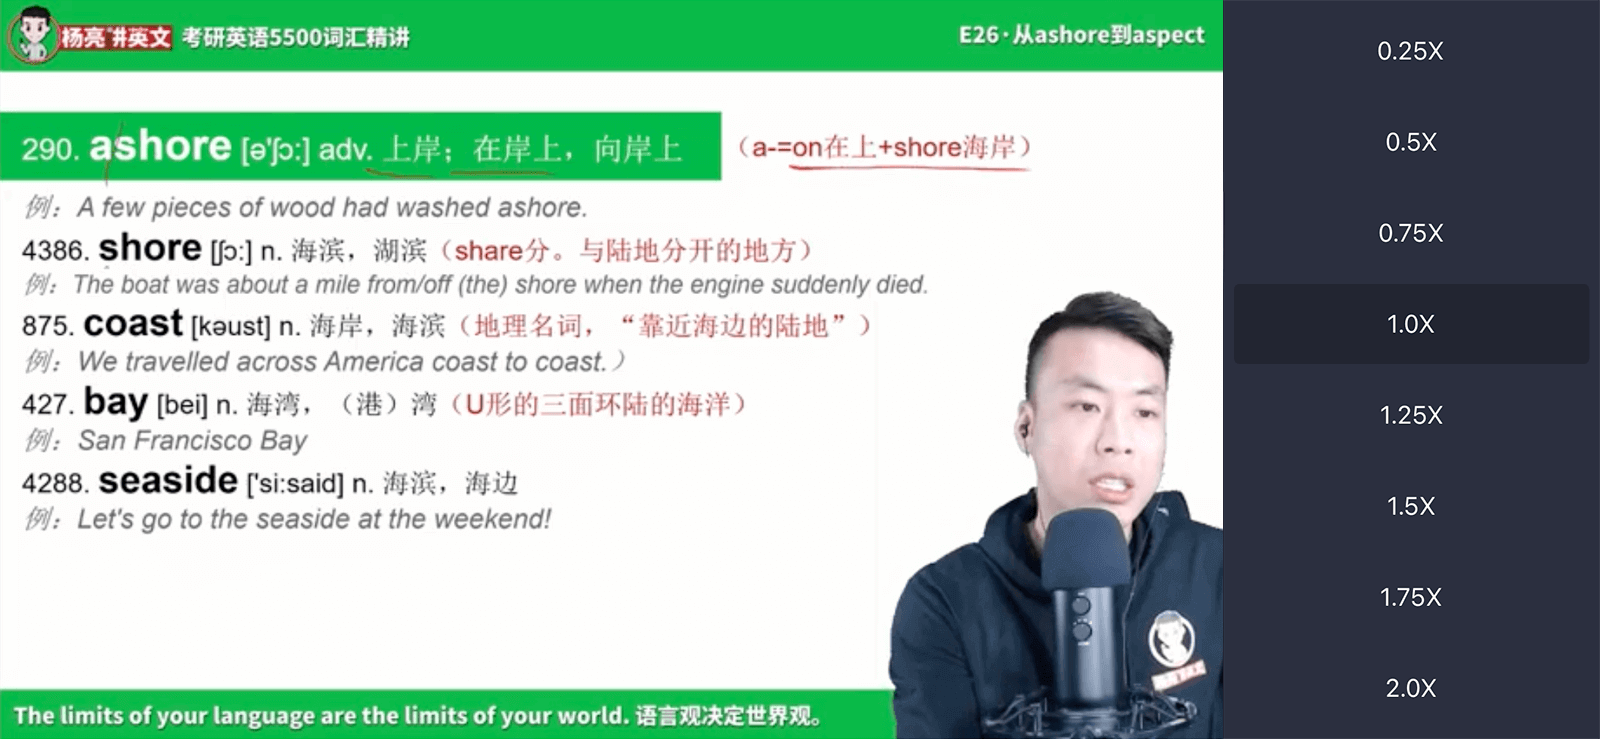 杨亮讲英文 考研英语5500词汇精讲
E26·从ashore到aspect
290. ashore [ə'ʃɔ:] adv. 上岸；在岸上，向岸上 （a-=on在上+shore海岸）
例：A few pieces of wood had washed ashore.
4386. shore [ʃɔ:] n. 海滨，湖滨（share分。与陆地分开的地方）
例：The boat was about a mile from/off (the) shore when the engine suddenly died.
875. coast [kəust] n. 海岸，海滨（地理名词，“靠近海边的陆地”）
例：We travelled across America coast to coast.）
427. bay [bei] n. 海湾，（港）湾（U形的三面环陆的海洋）
例：San Francisco Bay
4288. seaside ['si:said] n. 海滨，海边
例：Let's go to the seaside at the weekend!
The limits of your language are the limits of your world. 语言观决定世界观。
0.25X
0.5X
0.75X
1.0X
1.25X
1.5X
1.75X
2.0X